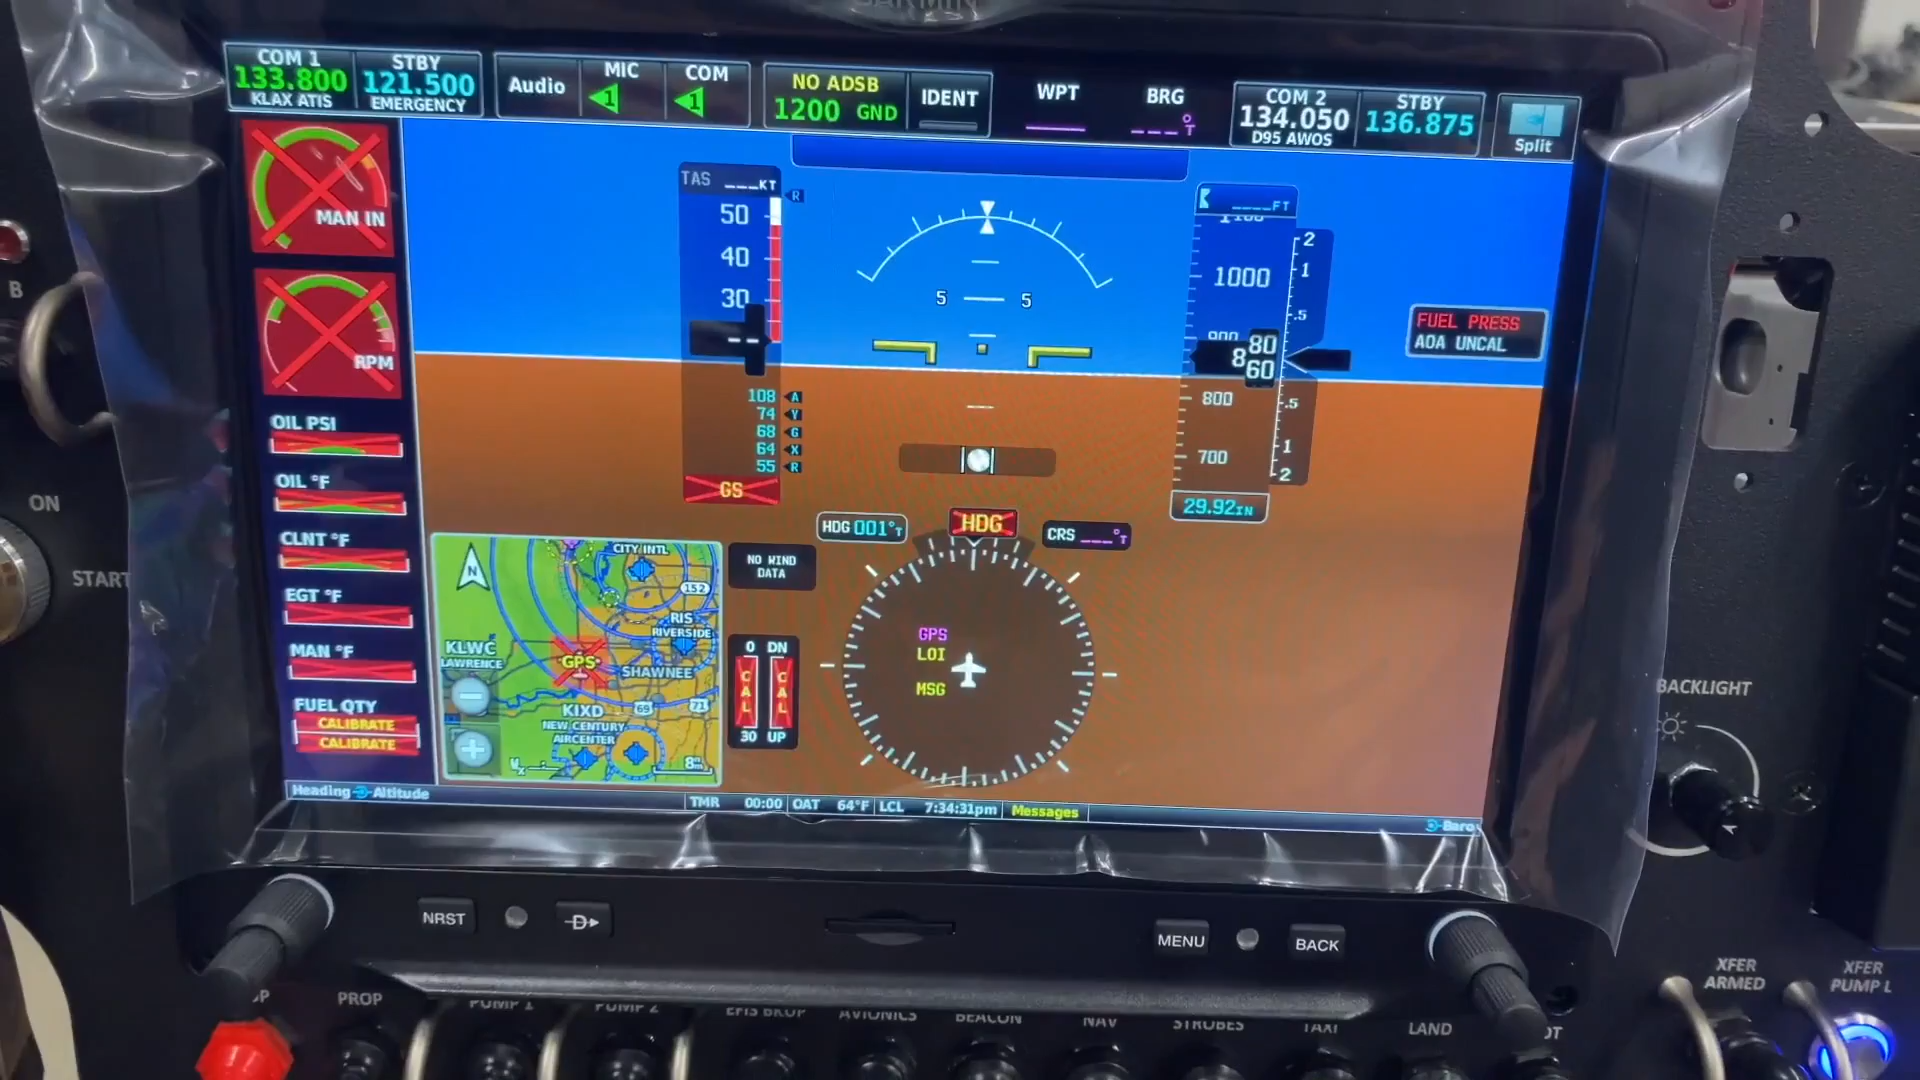 GARMIN
COM 1
133.800
KLAX ATIS
STBY
121.500
EMERGENCY
Audio
MIC
1
COM
1
NO ADSB
1200 GND
IDENT
WPT
BRG
___°T
COM 2
134.050
D95 AWOS
STBY
136.875
Split
MAN IN
RPM
OIL PSI
OIL °F
CLNT °F
EGT °F
MAN °F
FUEL QTY
CALIBRATE
CALIBRATE
TAS ___KT
R
50
40
30
--
108 A
74 Y
68 G
64 X
55 R
GS
5 5
____FT
1100
1000
900
8
80
60
800
700
29.92IN
2
1
.5
.5
1
2
FUEL PRESS
AOA UNCAL
HDG 001°T
HDG
CRS ___°T
NO WIND
DATA
0 DN
CAL
CAL
30 UP
GPS
LOI
MSG
N
CITY INTL
152
RIS
RIVERSIDE
KLWC
LAWRENCE
GPS
SHAWNEE
KIXD
NEW CENTURY
AIRCENTER
69
71
8nm
Heading Altitude
TMR 00:00
OAT 64°F
LCL 7:34:31pm
Messages
Baro
B
ON
START
BACKLIGHT
NRST
D
MENU
BACK
PROP
PUMP 1
PUMP 2
EFIS BKUP
AVIONICS
BEACON
NAV
STROBES
TAXI
LAND
XFER
ARMED
XFER
PUMP L